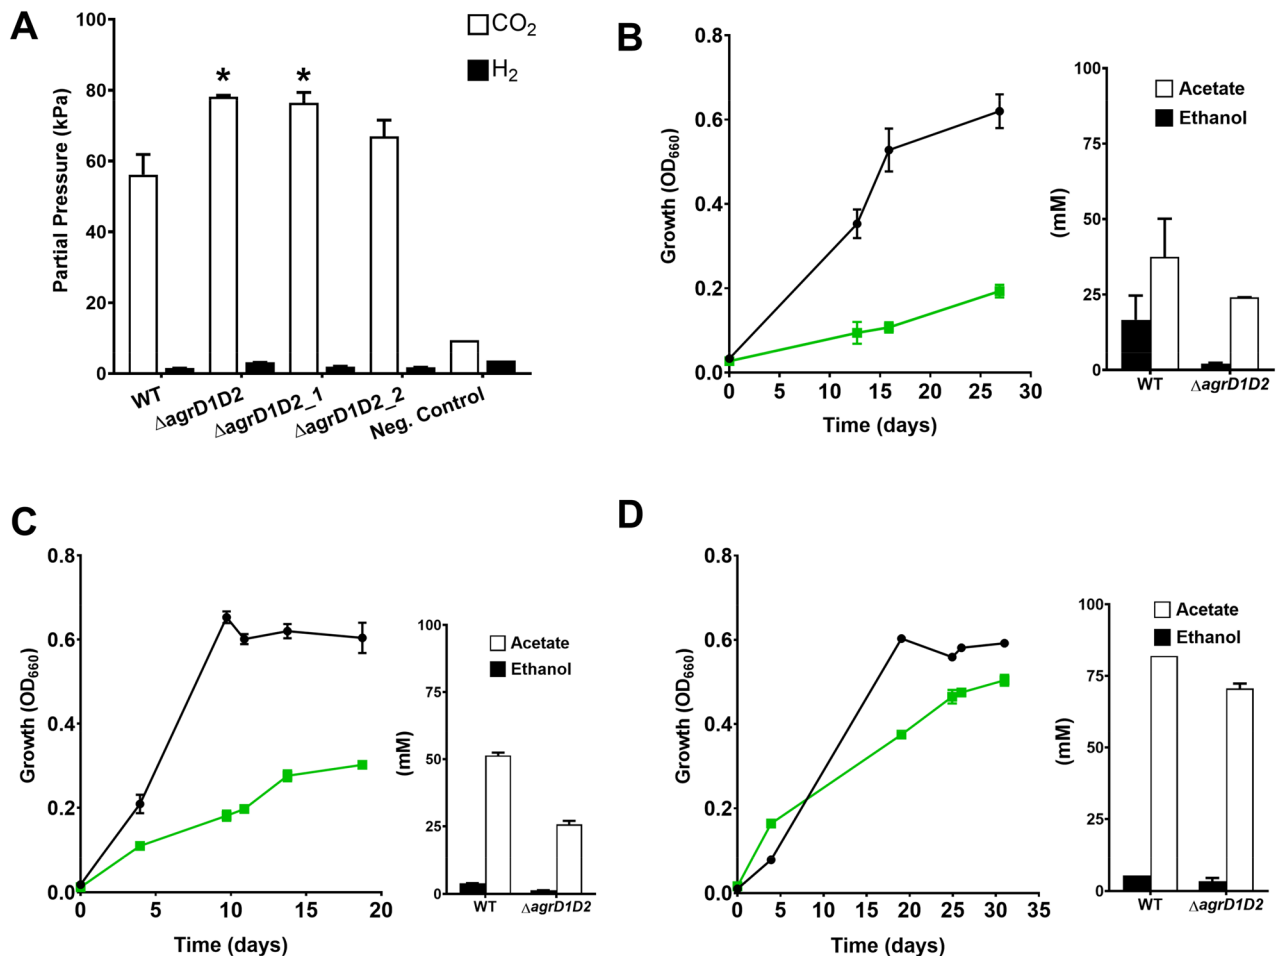 A
Partial Pressure (kPa)
100
80
60
40
20
0
CO2
H2
*
*
WT
ΔagrD1D2
ΔagrD1D2_1
ΔagrD1D2_2
Neg. Control
B
Growth (OD660)
0.8
0.6
0.4
0.2
0.0
0 5 10 15 20 25 30
Time (days)
(mM)
100
75
50
25
0
Acetate
Ethanol
WT ΔagrD1D2
C
Growth (OD660)
0.8
0.6
0.4
0.2
0.0
0 5 10 15 20
Time (days)
(mM)
100
75
50
25
0
Acetate
Ethanol
WT ΔagrD1D2
D
Growth (OD660)
0.8
0.6
0.4
0.2
0.0
0 5 10 15 20 25 30 35
Time (days)
(mM)
100
75
50
25
0
Acetate
Ethanol
WT ΔagrD1D2